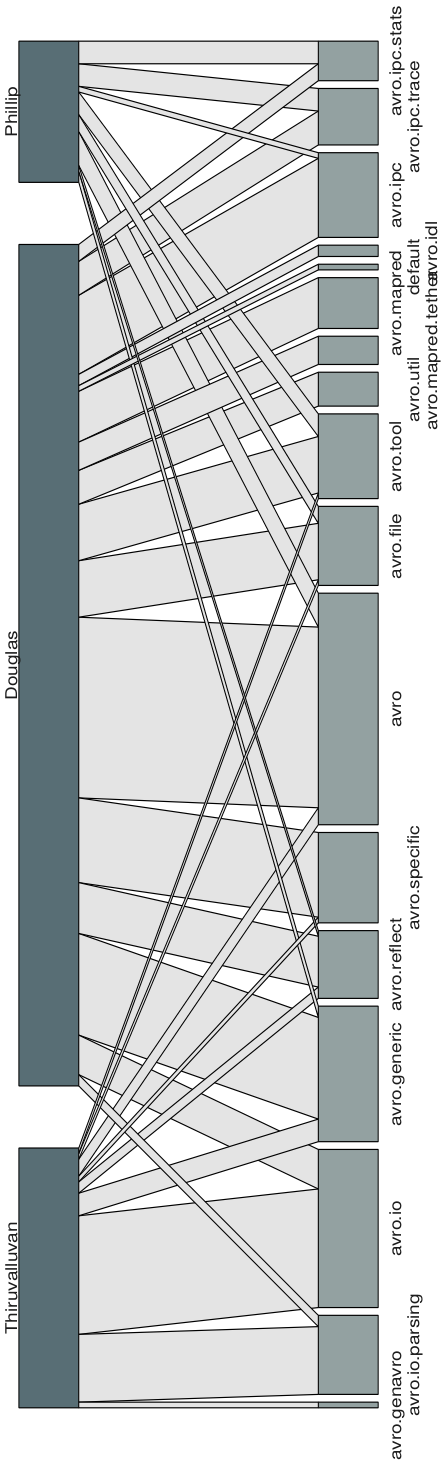 Phillip
Douglas
Thiruvalluvan
avro.ipc.stats
avro.ipc.trace
avro.ipc
avro.idl
default
avro.mapred
avro.mapred.tether
avro.util
avro.tool
avro.file
avro
avro.specific
avro.reflect
avro.generic
avro.io
avro.io.parsing
avro.genavro